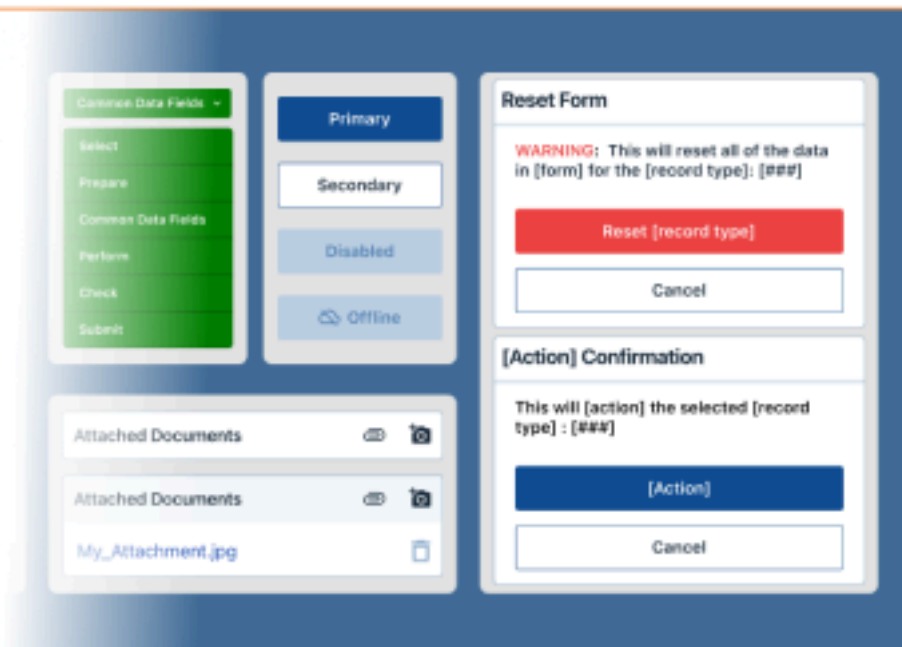 Common Data Fields
Select
Prepare
Common Data Fields
Perform
Check
Submit
Primary
Secondary
Disabled
Offline
Attached Documents
Attached Documents
My_Attachment.jpg
Reset Form
WARNING: This will reset all of the data
in [form] for the [record type]: [###]
Reset [record type]
Cancel
[Action] Confirmation
This will [action] the selected [record
type] : [###]
[Action]
Cancel